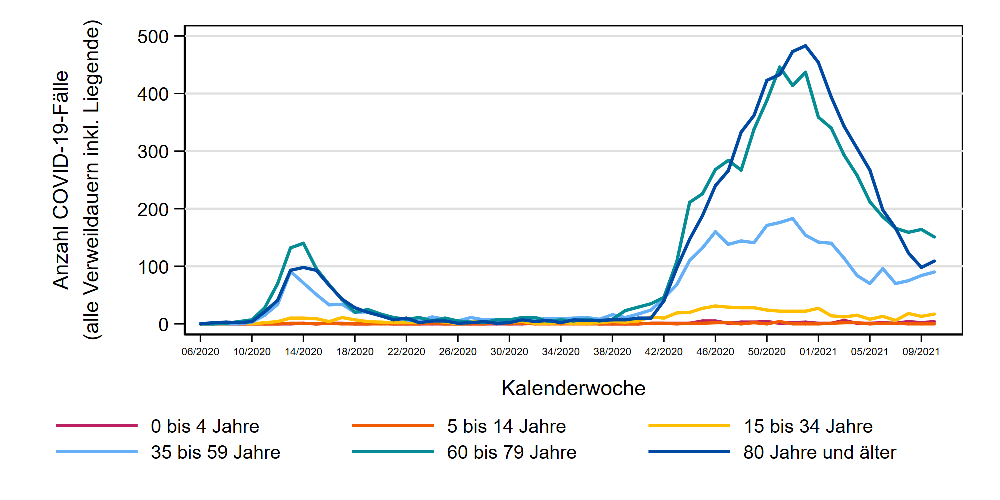 Anzahl COVID-19-Fälle
(alle Verweildauern inkl. Liegende)
500
400
300
200
100
0
06/2020 10/2020 14/2020 18/2020 22/2020 26/2020 30/2020 34/2020 38/2020 42/2020 46/2020 50/2020 01/2021 05/2021 09/2021
Kalenderwoche
0 bis 4 Jahre 5 bis 14 Jahre 15 bis 34 Jahre
35 bis 59 Jahre 60 bis 79 Jahre 80 Jahre und älter